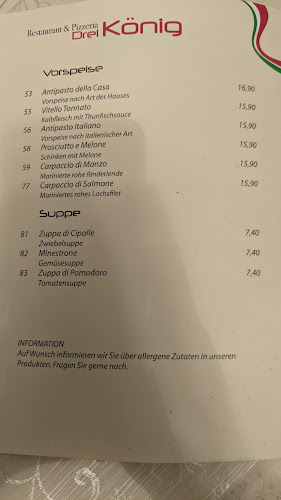 Restaurant & Pizzeria
Drei König
Vorspeise
53 Antipasto della Casa 16,90
Vorspeise nach Art des Hauses
55 Vitello Tonnato 15,90
Kalbfleisch mit Thunfischsauce
56 Antipasto Italiano 15,90
Vorspeise nach italienischer Art
58 Prosciutto e Melone 15,90
Schinken mit Melone
59 Carpaccio di Manzo 15,90
Marinierte rohe Rinderlende
77 Carpaccio di Salmone 15,90
Mariniertes rohes Lachsfilet
Suppe
81 Zuppa di Cipolle 7,40
Zwiebelsuppe
82 Minestrone 7,40
Gemüsesuppe
83 Zuppa di Pomodoro 7,40
Tomatensuppe
INFORMATION
Auf Wunsch informieren wir Sie über allergene Zutaten in unseren
Produkten. Fragen Sie gerne nach.